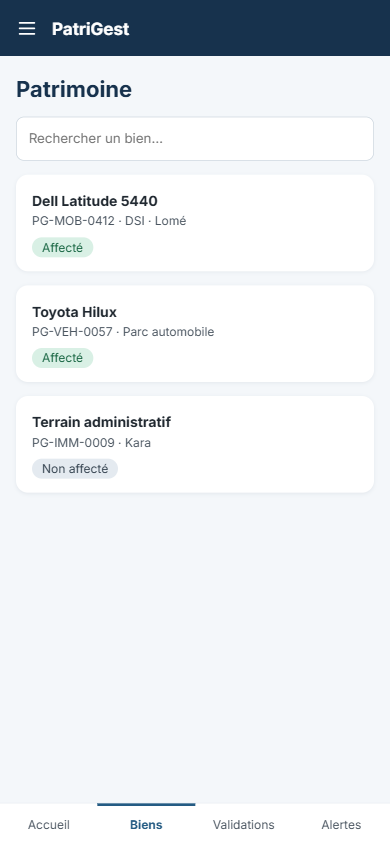 PatriGest
Patrimoine
Rechercher un bien...
Dell Latitude 5440
PG-MOB-0412 · DSI · Lomé
Affecté
Toyota Hilux
PG-VEH-0057 · Parc automobile
Affecté
Terrain administratif
PG-IMM-0009 · Kara
Non affecté
Accueil Biens Validations Alertes